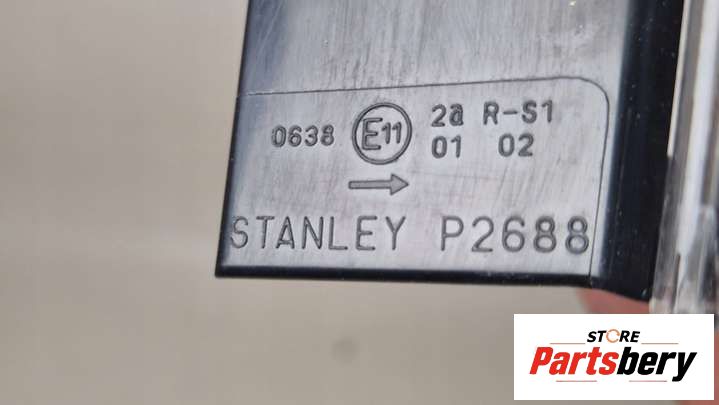 0638 E11 2a R-S1
01 02
→
STANLEY P2688
STORE
Partsbery